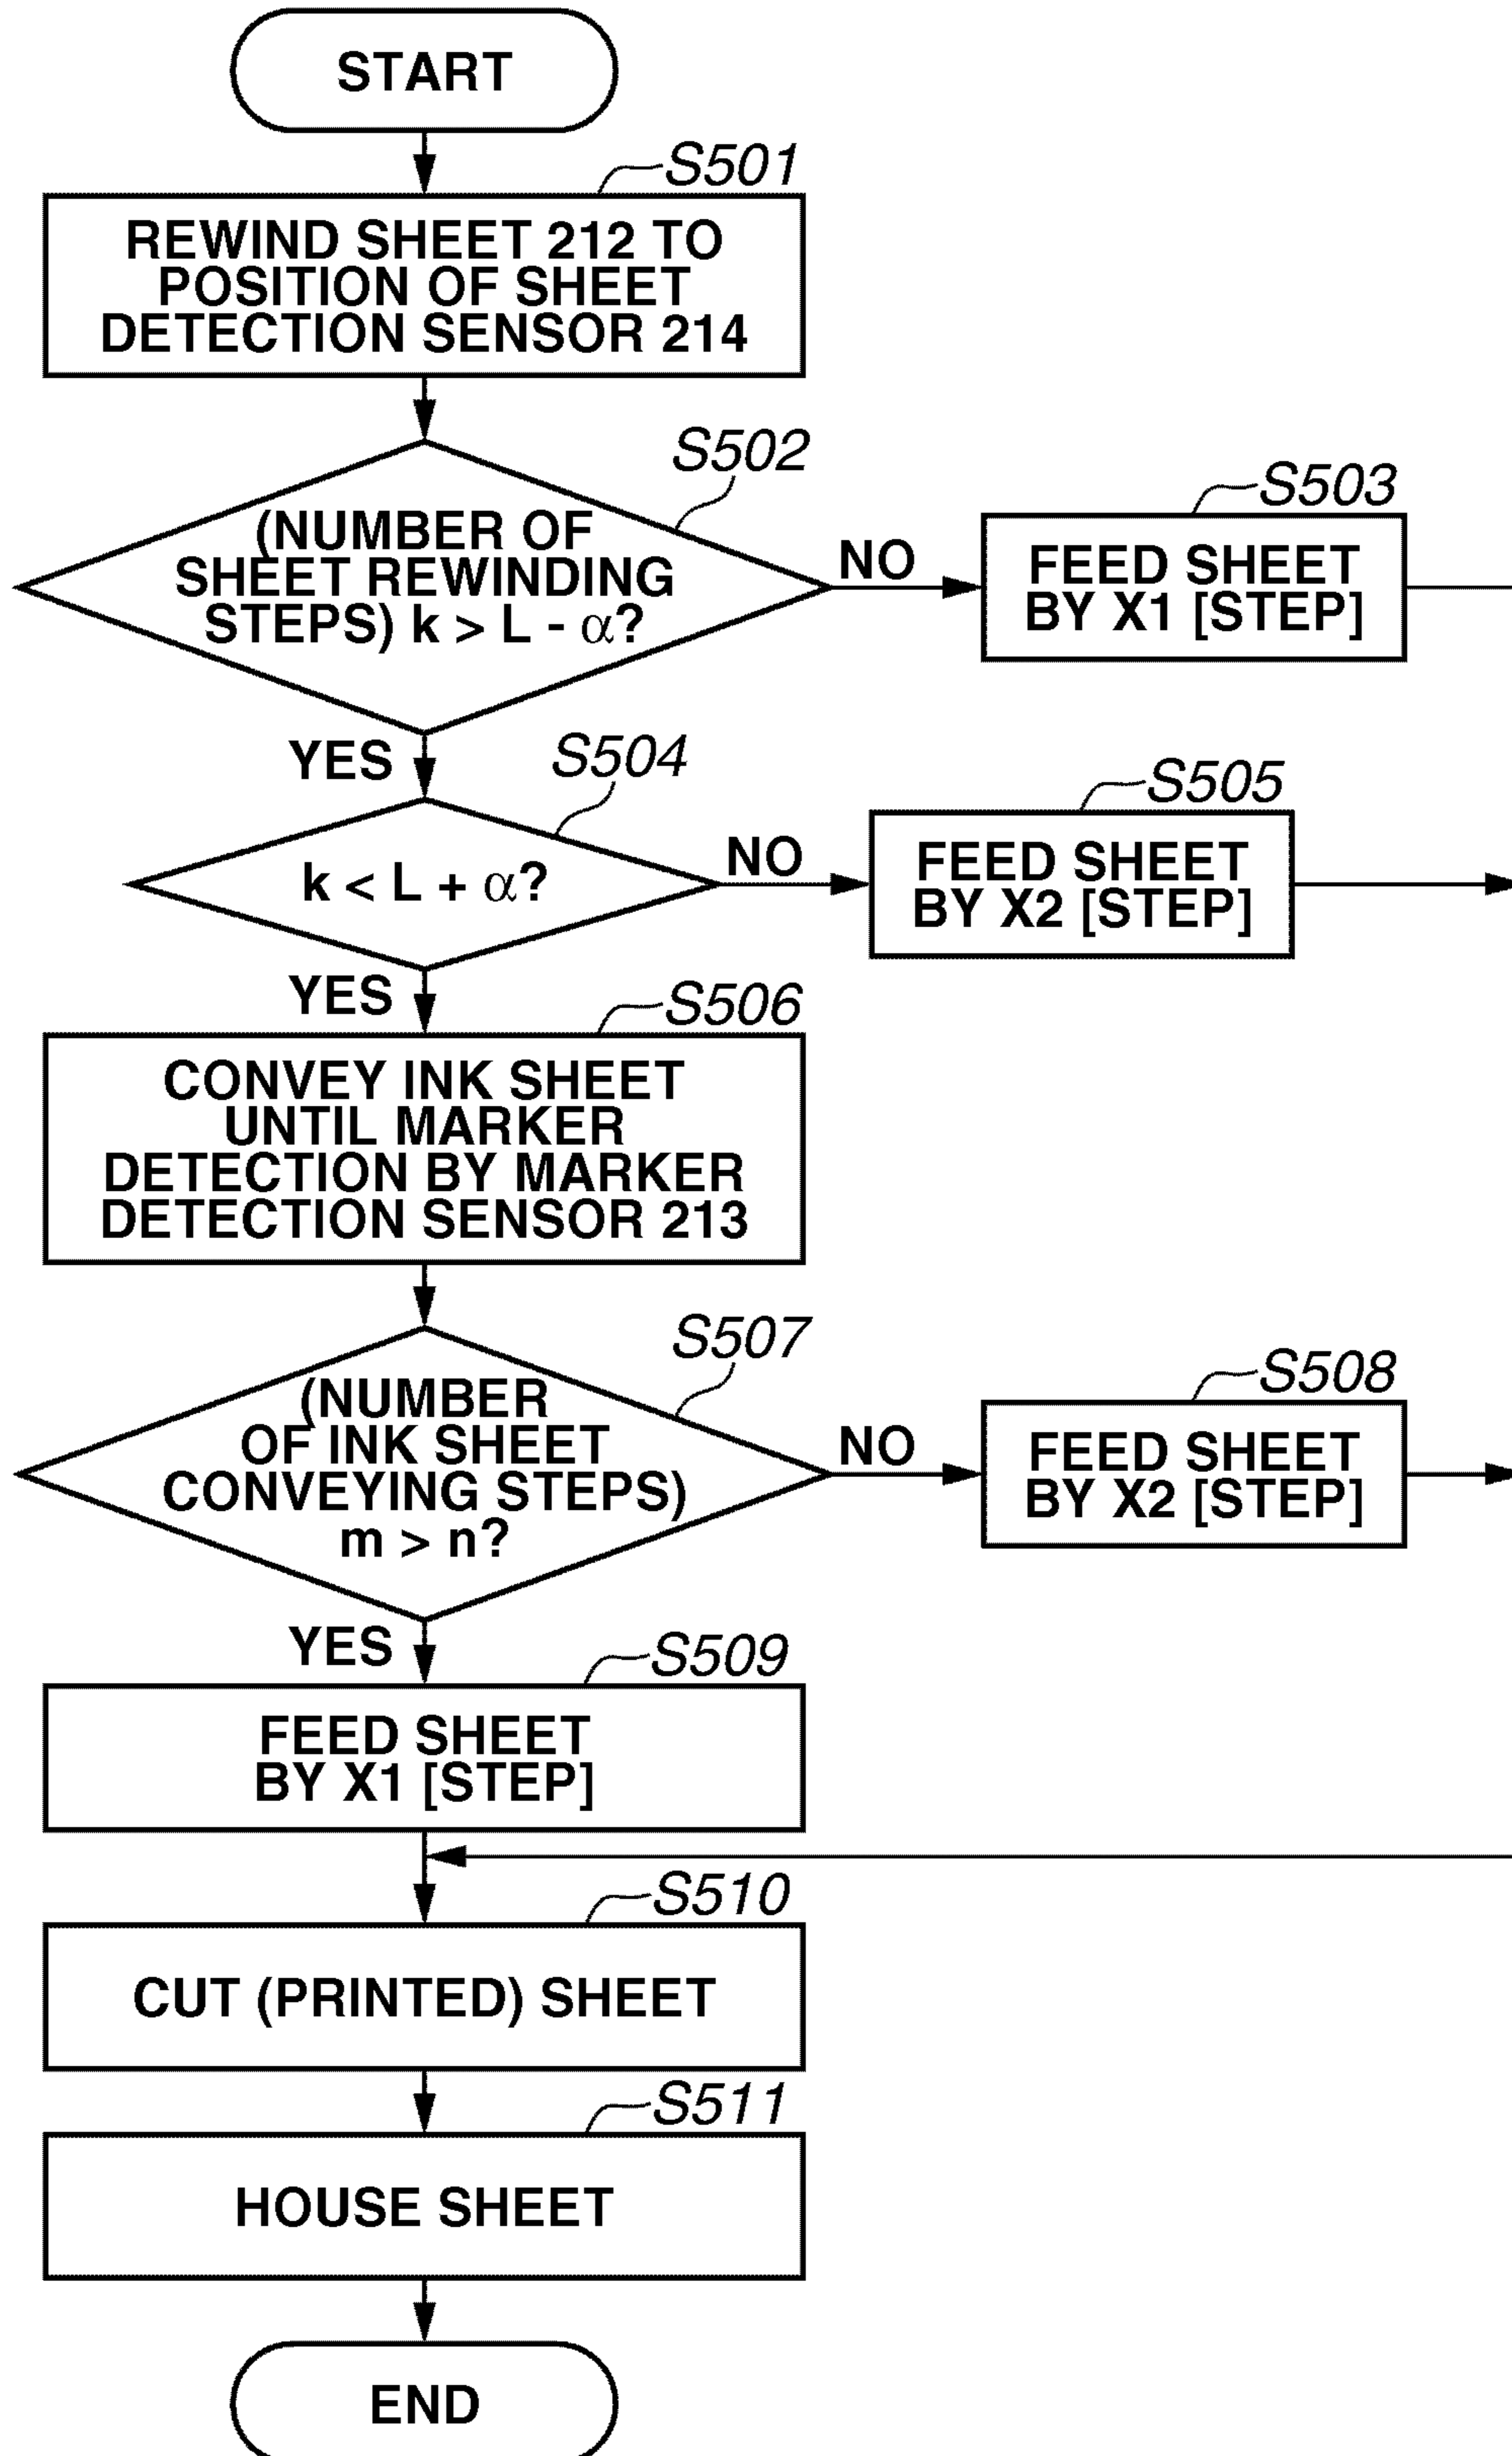 START
S501
REWIND SHEET 212 TO
POSITION OF SHEET
DETECTION SENSOR 214
S502
(NUMBER OF
SHEET REWINDING
STEPS) k > L - α?
NO
S503
FEED SHEET
BY X1 [STEP]
YES
S504
k < L + α?
NO
S505
FEED SHEET
BY X2 [STEP]
YES
S506
CONVEY INK SHEET
UNTIL MARKER
DETECTION BY MARKER
DETECTION SENSOR 213
S507
(NUMBER
OF INK SHEET
CONVEYING STEPS)
m > n?
NO
S508
FEED SHEET
BY X2 [STEP]
YES
S509
FEED SHEET
BY X1 [STEP]
S510
CUT (PRINTED) SHEET
S511
HOUSE SHEET
END